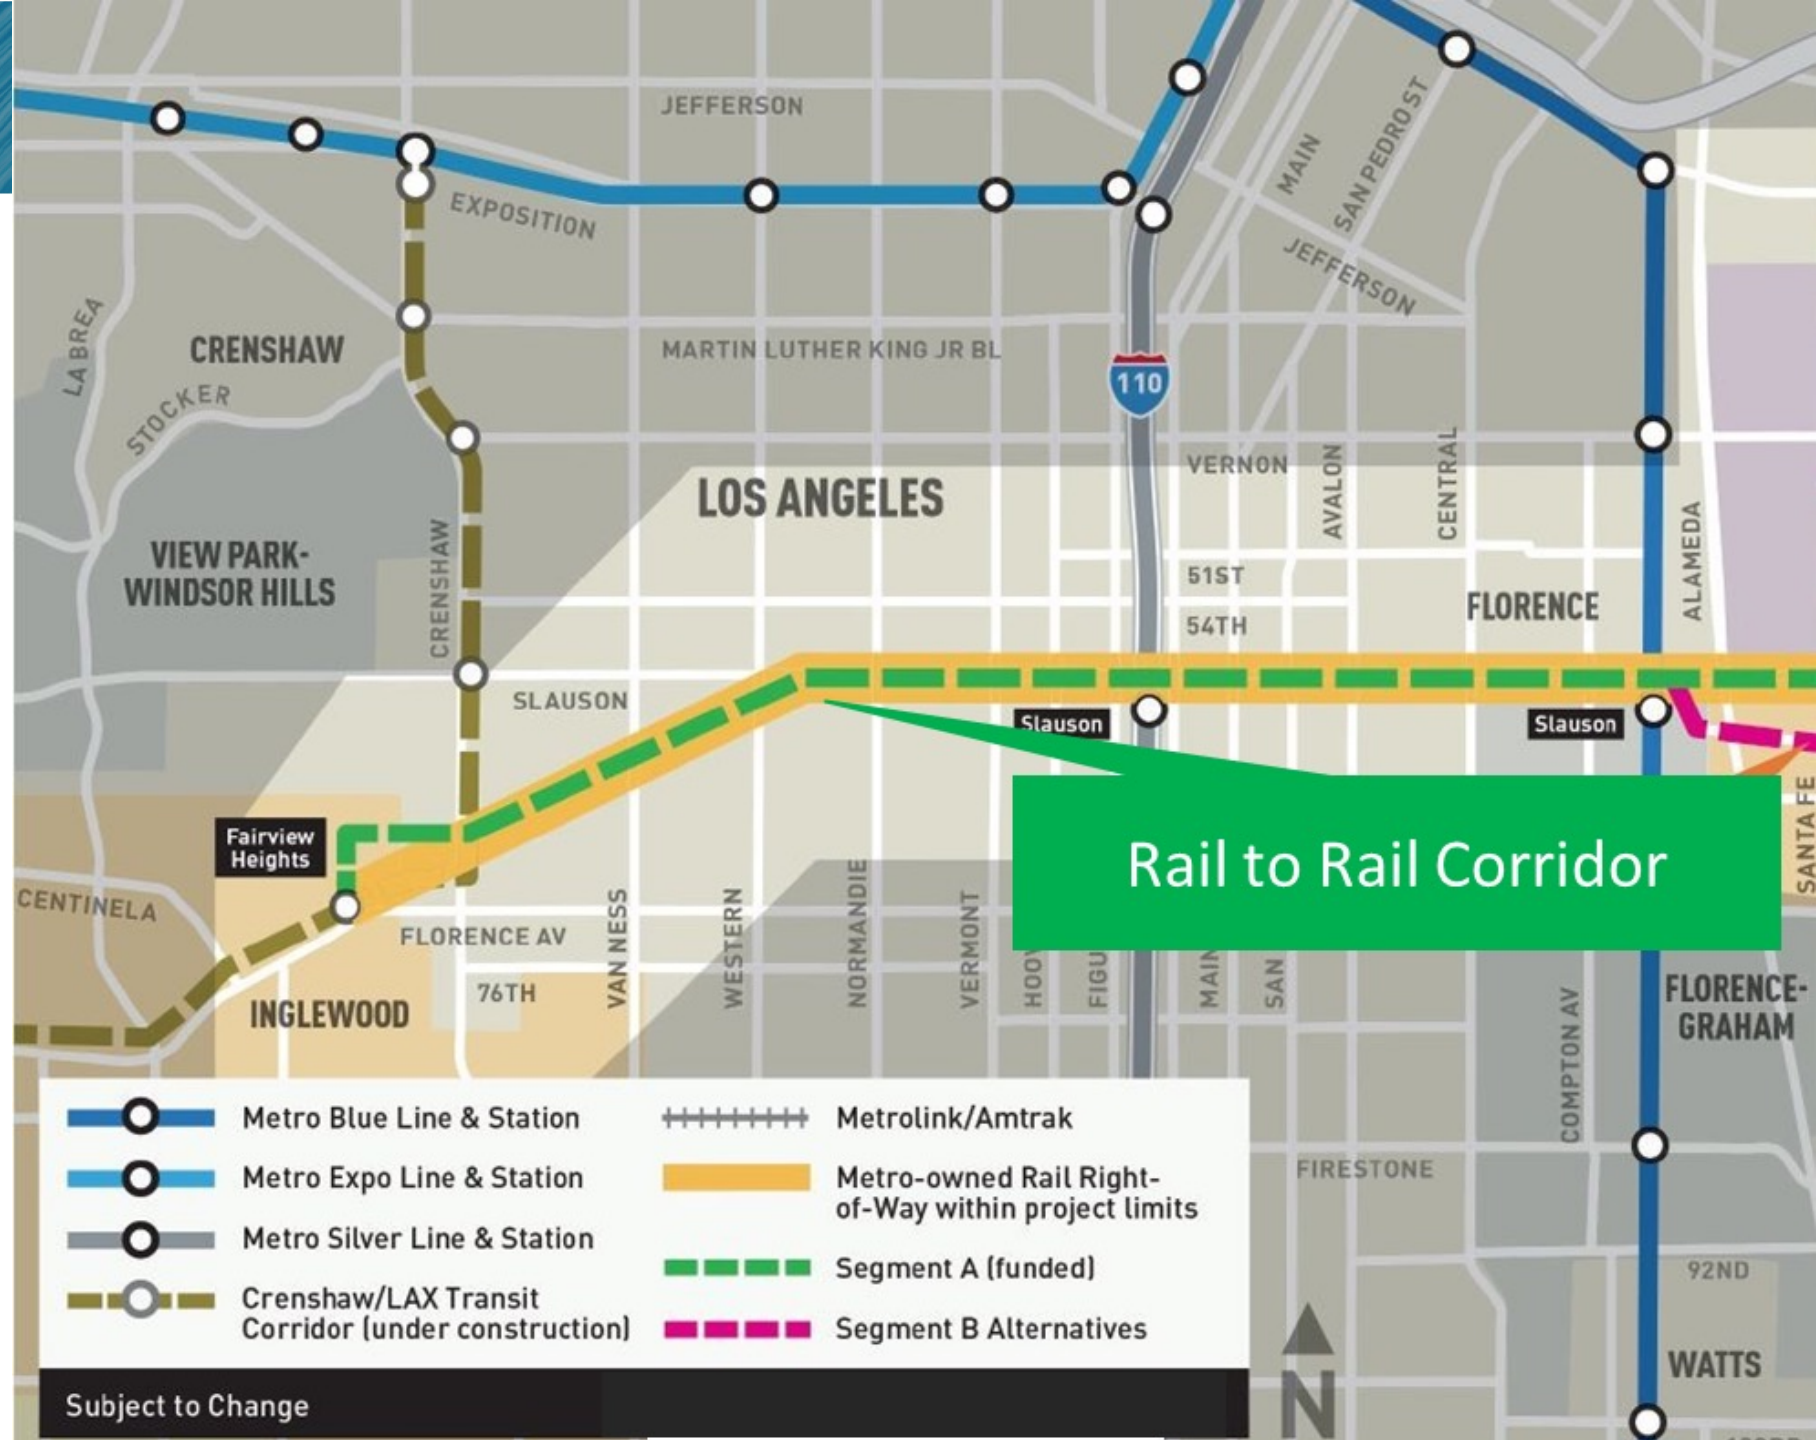 JEFFERSON
MAIN
SAN PEDRO ST
EXPOSITION
JEFFERSON
LA BREA
CRENSHAW
STOCKER
MARTIN LUTHER KING JR BL
110
VERNON
AVALON
CENTRAL
LOS ANGELES
VIEW PARK-
WINDSOR HILLS
CRENSHAW
51ST
54TH
FLORENCE
ALAMEDA
SLAUSON
Slauson
Slauson
SANTA FE
Fairview
Heights
Rail to Rail Corridor
CENTINELA
FLORENCE AV
VAN NESS
WESTERN
NORMANDIE
VERMONT
HOOV
FIGU
MAIN
SAN
76TH
INGLEWOOD
COMPTON AV
FLORENCE-
GRAHAM
Metro Blue Line & Station
Metro Expo Line & Station
Metro Silver Line & Station
Crenshaw/LAX Transit
Corridor (under construction)
Metrolink/Amtrak
Metro-owned Rail Right-
of-Way within project limits
Segment A (funded)
Segment B Alternatives
FIRESTONE
92ND
WATTS
N
Subject to Change